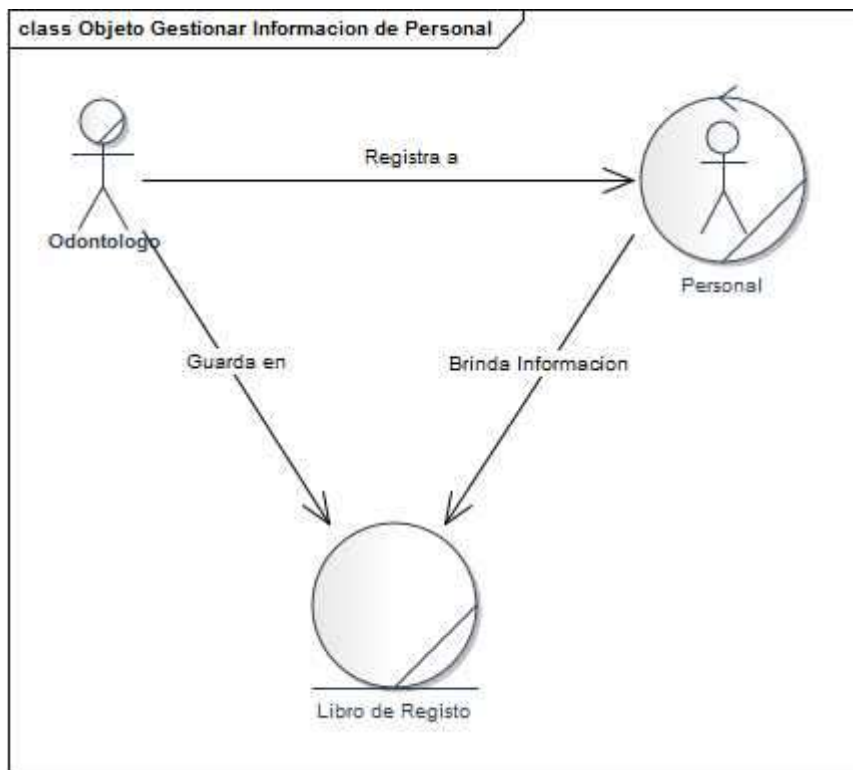 class Objeto Gestionar Informacion de Personal
Registra a
Odontologo
Personal
Guarda en
Brinda Informacion
Libro de Registo